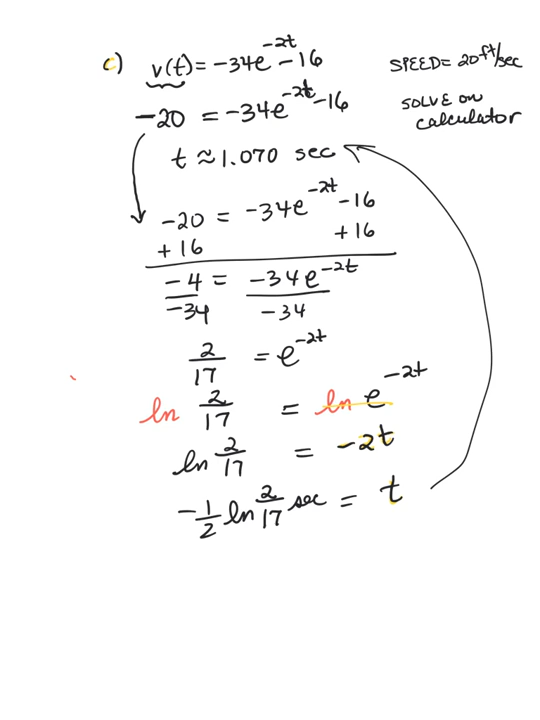 c) v(t) = -34e^{-2t} - 16 SPEED = 20 ft/sec
-20 = -34e^{-2t} - 16 SOLVE on calculator
t ≈ 1.070 sec
-20 = -34e^{-2t} - 16
+16 +16
-4 = -34e^{-2t}
-34 -34
2/17 = e^{-2t}
ln 2/17 = ln e^{-2t}
ln 2/17 = -2t
-1/2 ln 2/17 sec = t